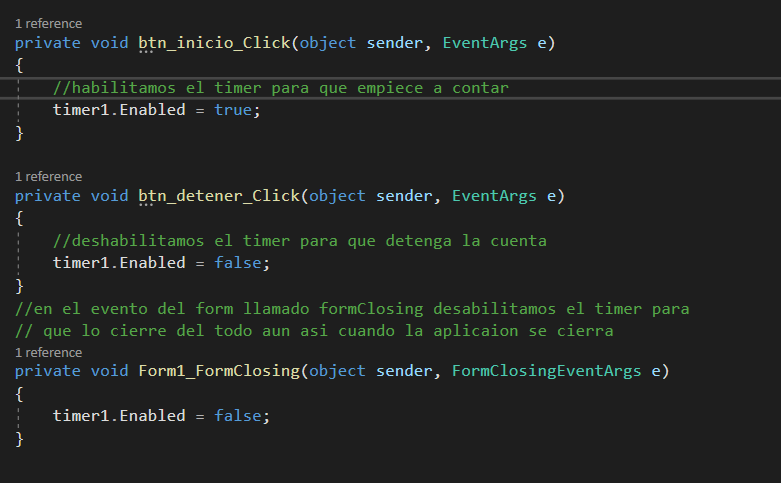 1 reference
private void btn_inicio_Click(object sender, EventArgs e)
{
//habilitamos el timer para que empiece a contar
timer1.Enabled = true;
}
1 reference
private void btn_detener_Click(object sender, EventArgs e)
{
//deshabilitamos el timer para que detenga la cuenta
timer1.Enabled = false;
}
//en el evento del form llamado formClosing desabilitamos el timer para
// que lo cierre del todo aun asi cuando la aplicaion se cierra
1 reference
private void Form1_FormClosing(object sender, FormClosingEventArgs e)
{
timer1.Enabled = false;
}